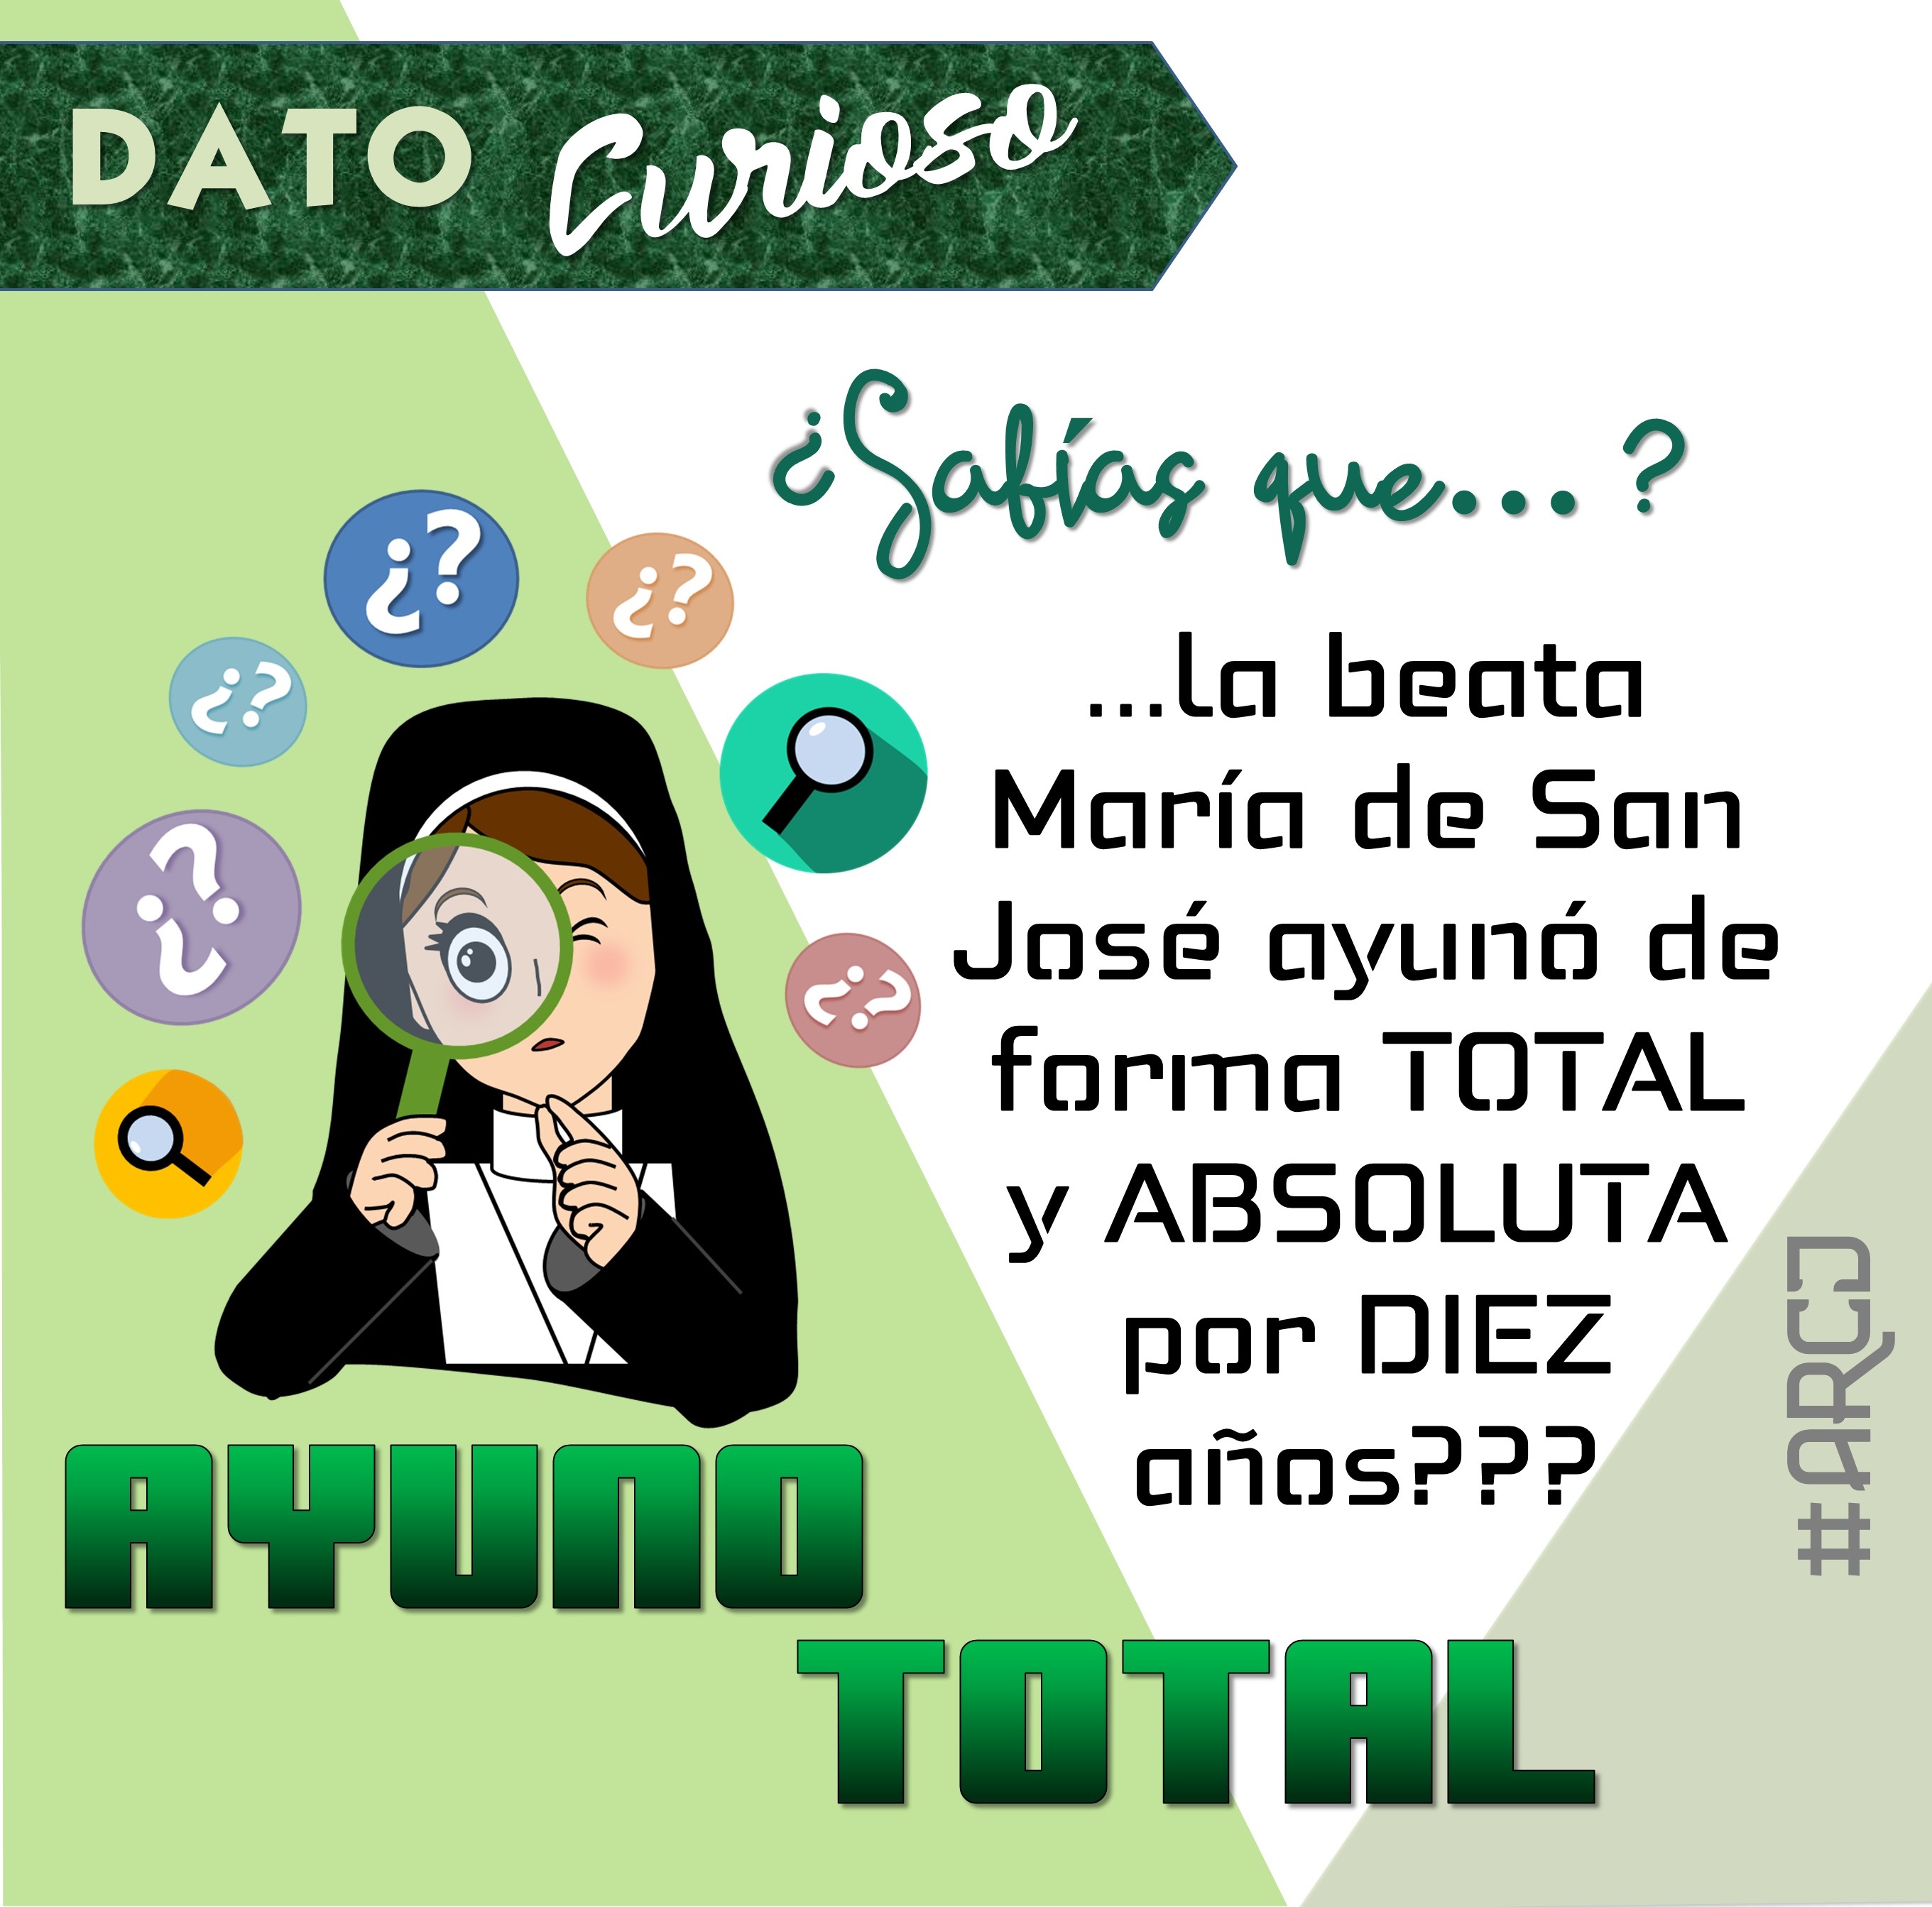 DATO Curioso
¿Sabías que... ?
...la beata
María de San
José ayunó de
forma TOTAL
y ABSOLUTA
por DIEZ
años???
¿?
¿?
¿?
¿?
¿?
AYUNO
TOTAL
#ARCJ